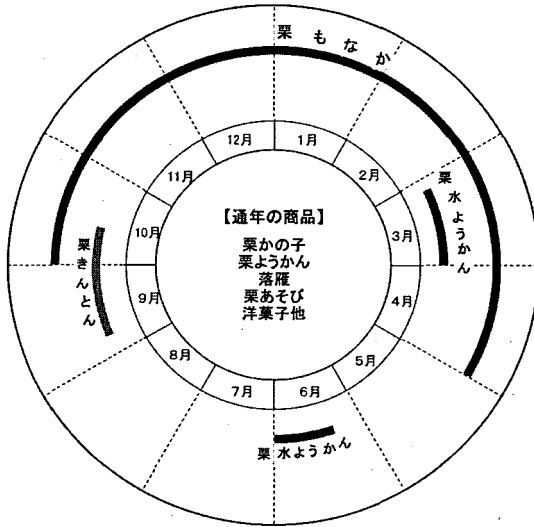 栗もなか
12月
1月
11月
2月
10月
3月
9月
4月
8月
5月
7月
6月
栗水ようかん
栗きんとん
【通年の商品】
栗かの子
栗ようかん
落雁
栗あそび
洋菓子他
栗水ようかん